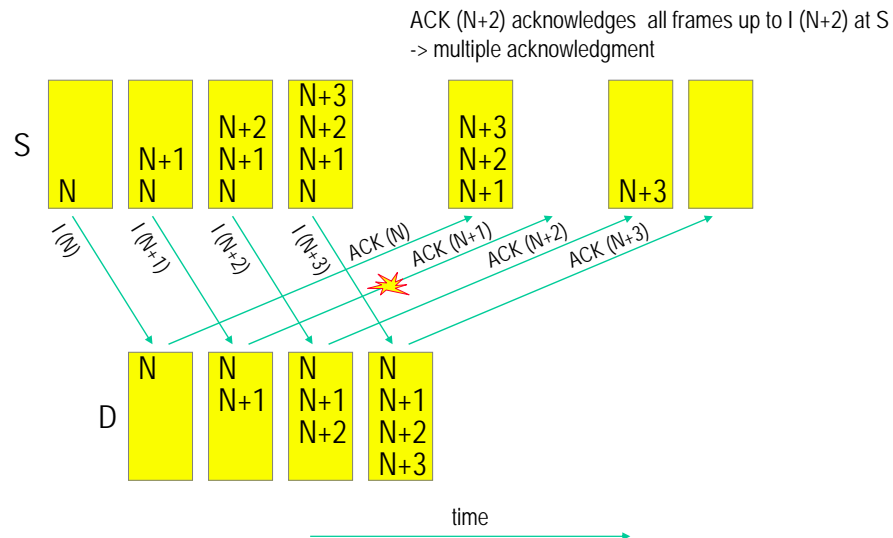 ACK (N+2) acknowledges all frames up to I (N+2) at S
-> multiple acknowledgment
S
N
N+1
N
N+2
N+1
N
N+3
N+2
N+1
N
N+3
N+2
N+1
N+3
I (N)
I (N+1)
I (N+2)
I (N+3)
ACK (N)
ACK (N+1)
ACK (N+2)
ACK (N+3)
D
N
N
N+1
N
N+1
N+2
N
N+1
N+2
N+3
time